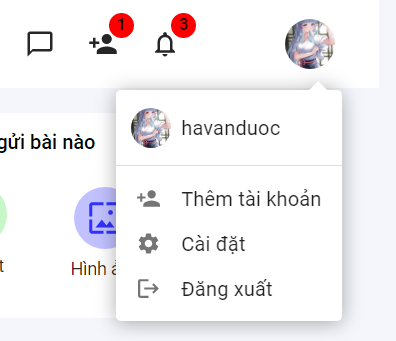 1
3
havanduoc
gửi bài nào
Thêm tài khoản
Cài đặt
Hình
Đăng xuất